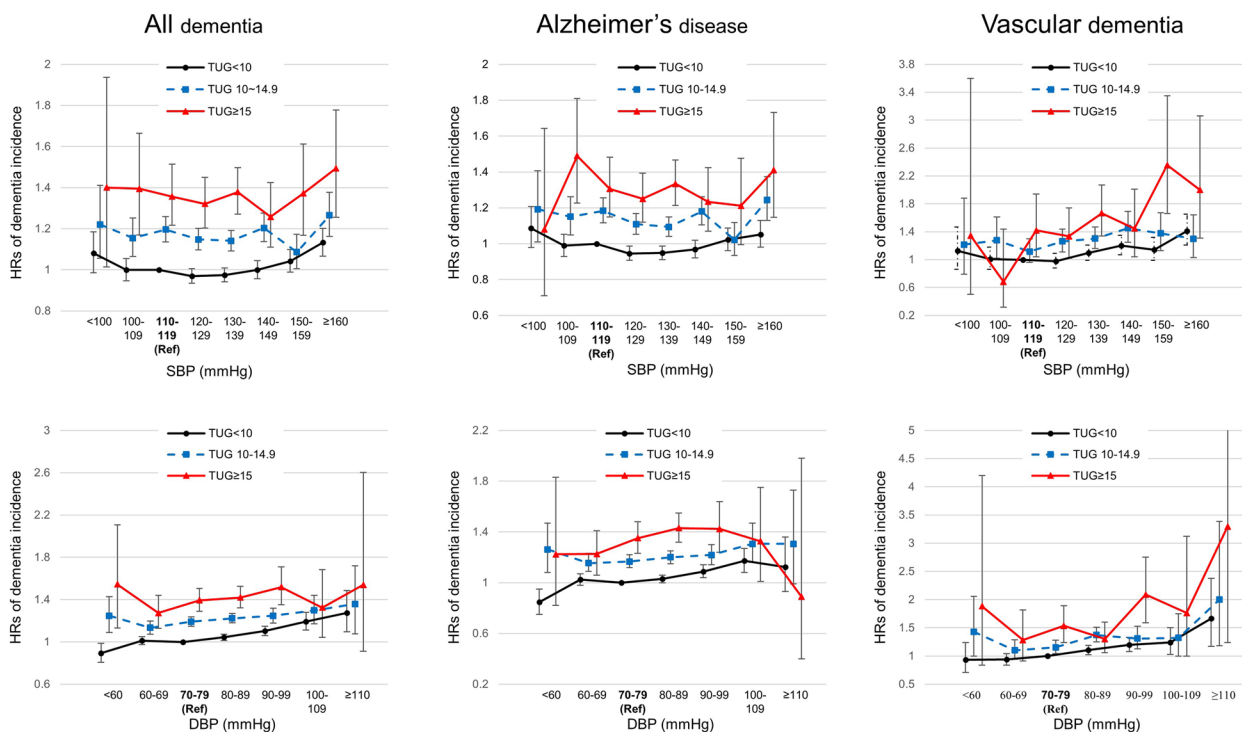 All dementia
HRs of dementia incidence
2
1.8
1.6
1.4
1.2
1
0.8
TUG<10
TUG 10~14.9
TUG≥15
<100 100-109 110-119 (Ref) 120-129 130-139 140-149 150-159 ≥160
SBP (mmHg)
Alzheimer's disease
HRs of dementia incidence
2
1.8
1.6
1.4
1.2
1
0.8
0.6
TUG<10
TUG 10-14.9
TUG≥15
<100 100-109 110-119 (Ref) 120-129 130-139 140-149 150-159 ≥160
SBP (mmHg)
Vascular dementia
HRs of dementia incidence
3.8
3.4
3
2.6
2.2
1.8
1.4
1
0.6
0.2
TUG<10
TUG 10-14.9
TUG≥15
<100 100-109 110-119 (Ref) 120-129 130-139 140-149 150-159 ≥160
SBP (mmHg)
HRs of dementia incidence
3
2.6
2.2
1.8
1.4
1
0.6
TUG<10
TUG 10-14.9
TUG≥15
<60 60-69 70-79 (Ref) 80-89 90-99 100-109 ≥110
DBP (mmHg)
HRs of dementia incidence
2.2
1.8
1.4
1
0.6
0.2
TUG<10
TUG 10-14.9
TUG≥15
<60 60-69 70-79 (Ref) 80-89 90-99 100-109 ≥110
DBP (mmHg)
HRs of dementia incidence
5
4.5
4
3.5
3
2.5
2
1.5
1
0.5
TUG<10
TUG 10-14.9
TUG≥15
<60 60-69 70-79 (Ref) 80-89 90-99 100-109 ≥110
DBP (mmHg)